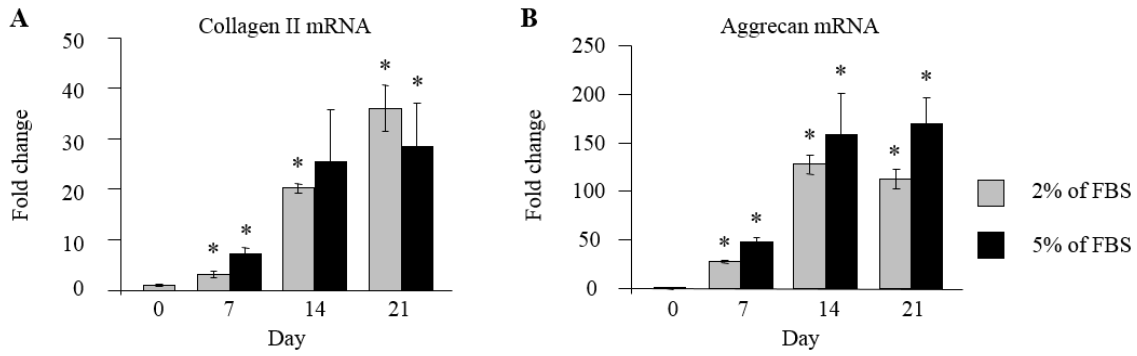 A
Collagen II mRNA
50
40
30
20
10
0
Fold change
* * * * *
0 7 14 21
Day
B
Aggrecan mRNA
250
200
150
100
50
0
Fold change
* * * * * *
0 7 14 21
Day
2% of FBS
5% of FBS